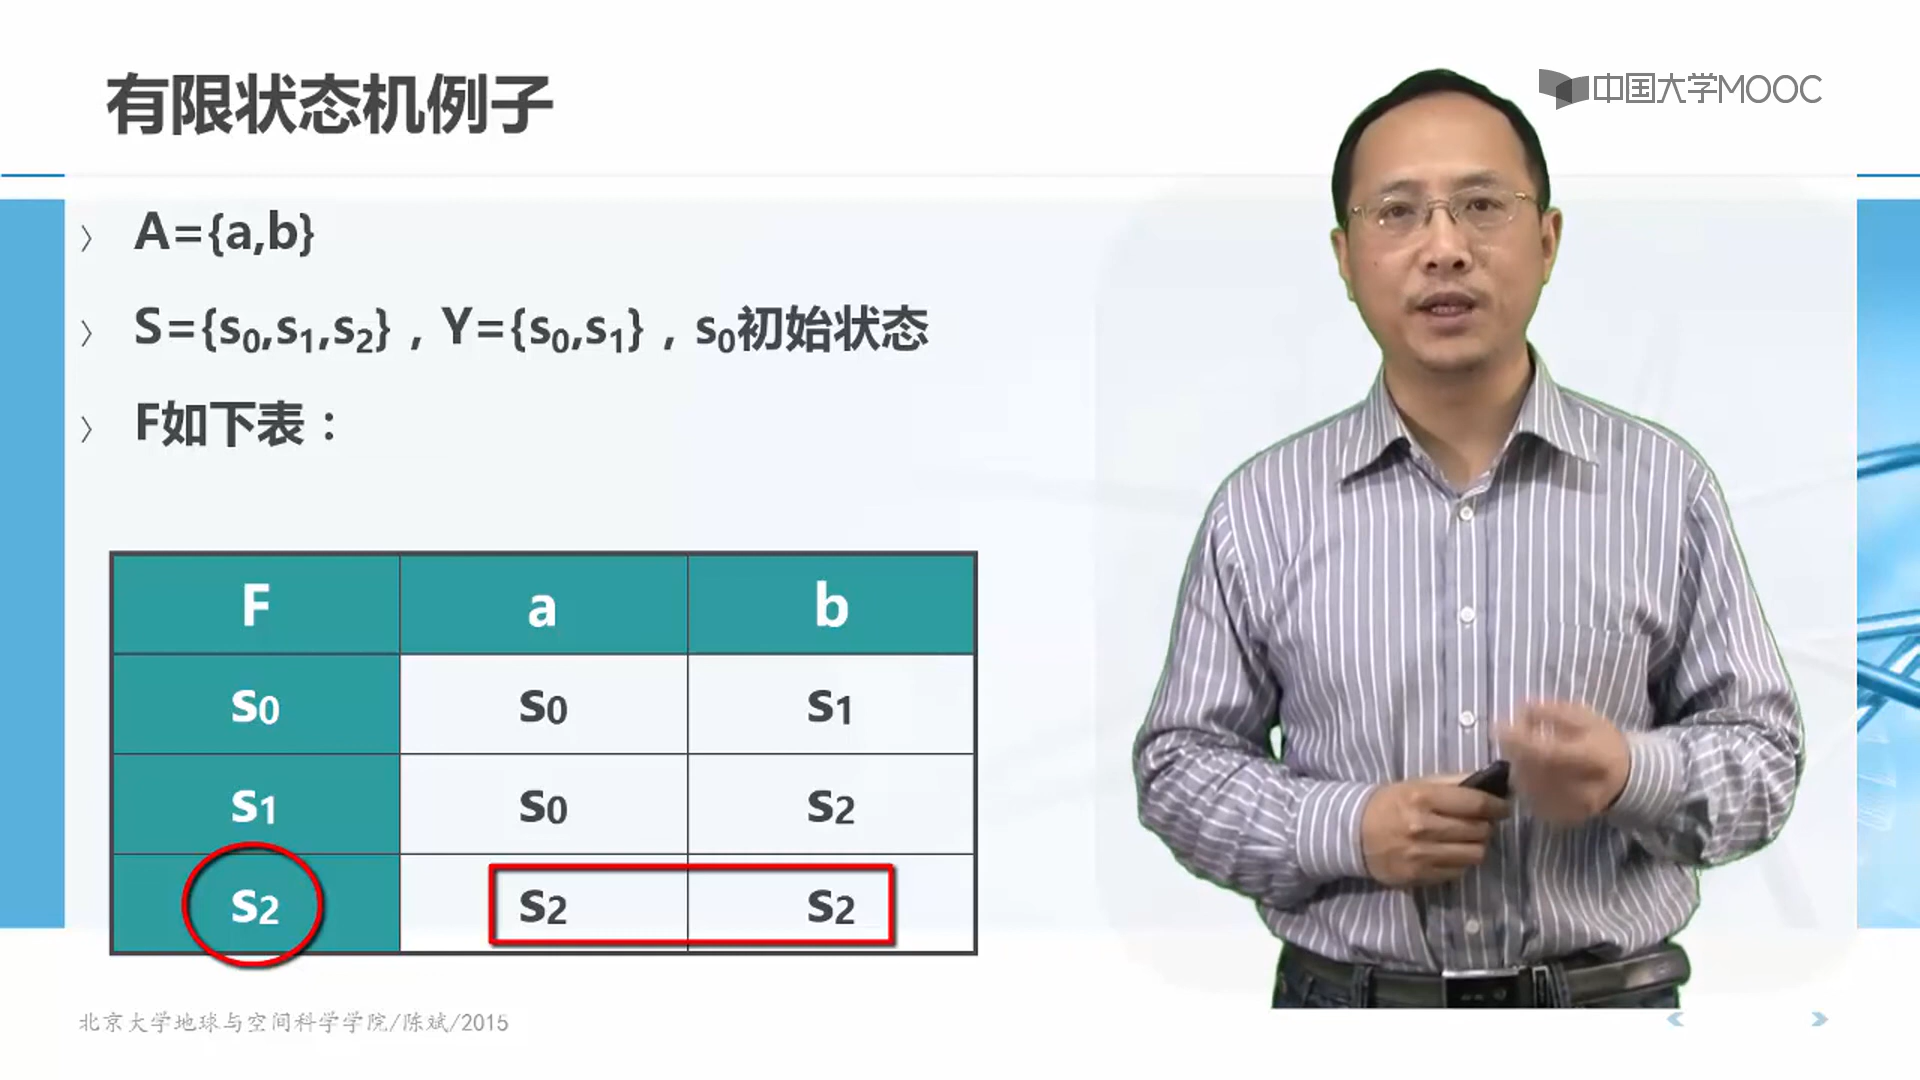 有限状态机例子
中国大学MOOC
〉 A={a,b}
〉 S={s₀,s₁,s₂}，Y={s₀,s₁}，s₀初始状态
〉 F如下表：
F a b
s₀ s₀ s₁
s₁ s₀ s₂
s₂ s₂ s₂
北京大学地球与空间科学学院/陈斌/2015